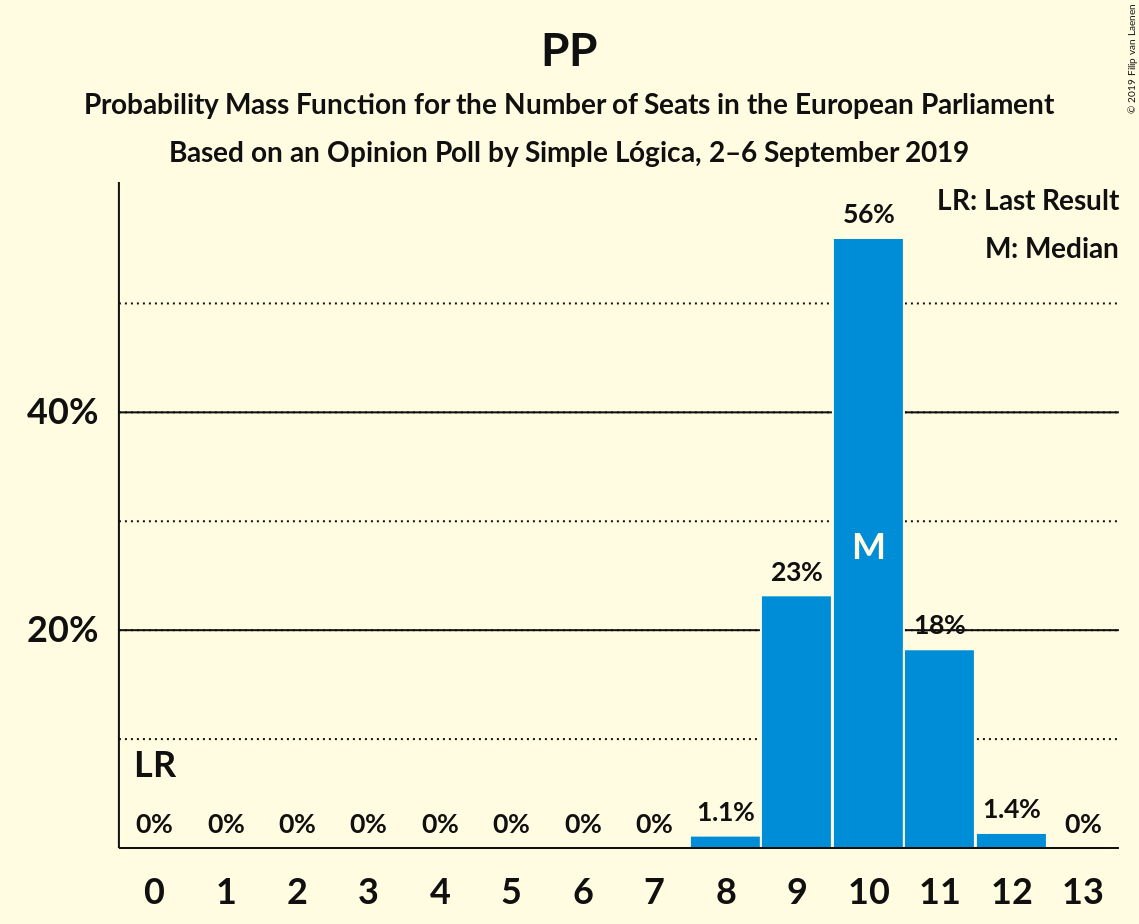 PP
Probability Mass Function for the Number of Seats in the European Parliament
Based on an Opinion Poll by Simple Lógica, 2–6 September 2019
© 2019 Filip van Laenen
LR: Last Result
M: Median
56%
40%
M
23%
20%
18%
LR
0% 0% 0% 0% 0% 0% 0% 0% 1.1% 1.4% 0%
0 1 2 3 4 5 6 7 8 9 10 11 12 13